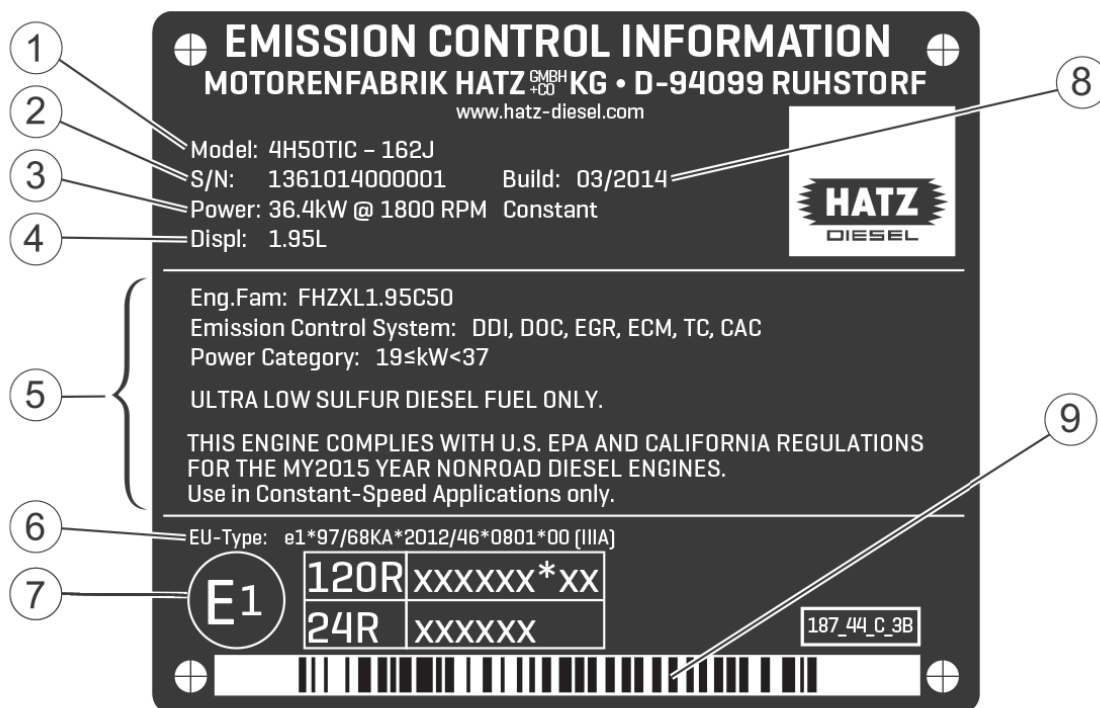 EMISSION CONTROL INFORMATION
MOTORENFABRIK HATZ GMBH +CO KG • D-94099 RUHSTORF
www.hatz-diesel.com
1
2
3
4
5
6
7
8
9
Model: 4H50TIC – 162J
S/N: 1361014000001 Build: 03/2014
Power: 36.4kW @ 1800 RPM Constant
Displ: 1.95L
HATZ
DIESEL
Eng.Fam: FHZXL1.95C50
Emission Control System: DDI, DOC, EGR, ECM, TC, CAC
Power Category: 19≤kW<37
ULTRA LOW SULFUR DIESEL FUEL ONLY.
THIS ENGINE COMPLIES WITH U.S. EPA AND CALIFORNIA REGULATIONS
FOR THE MY2015 YEAR NONROAD DIESEL ENGINES.
Use in Constant-Speed Applications only.
EU-Type: e1*97/68KA*2012/46*0801*00 (IIIA)
E1
120R xxxxxx*xx
24R xxxxxx
187_44_C_3B